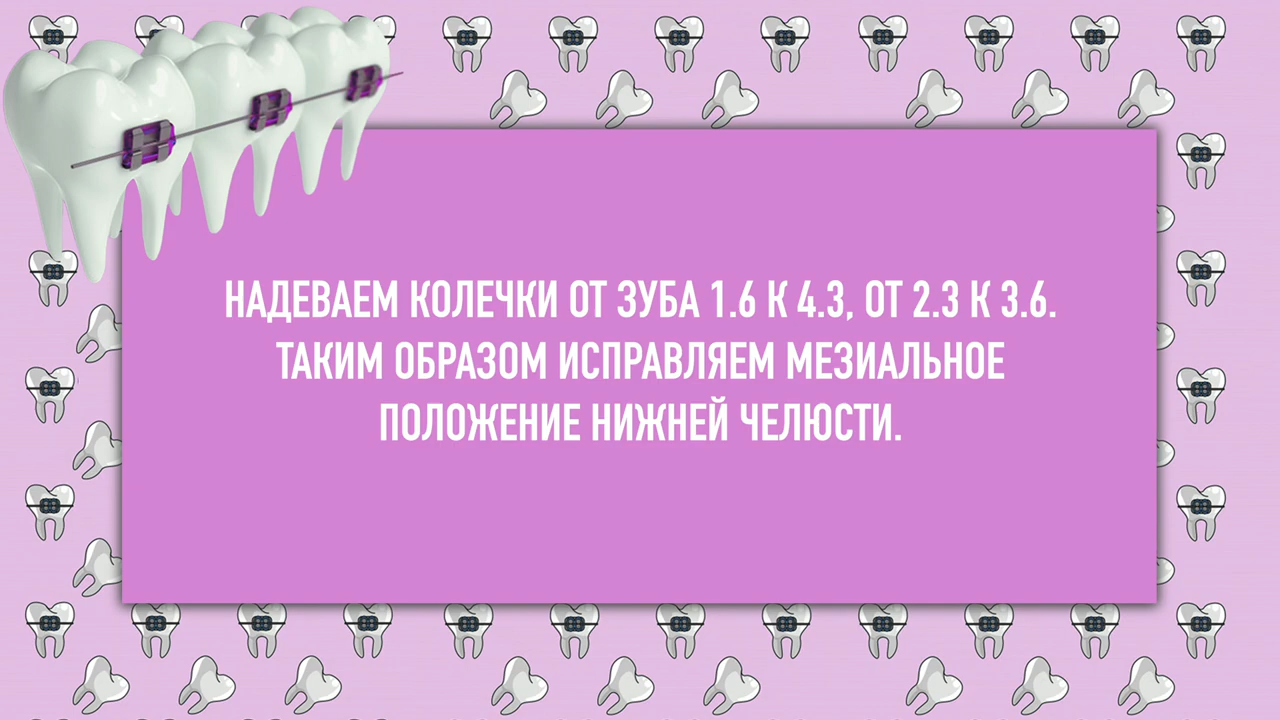 НАДЕВАЕМ КОЛЕЧКИ ОТ ЗУБА 1.6 К 4.3, ОТ 2.3 К 3.6.
ТАКИМ ОБРАЗОМ ИСПРАВЛЯЕМ МЕЗИАЛЬНОЕ
ПОЛОЖЕНИЕ НИЖНЕЙ ЧЕЛЮСТИ.